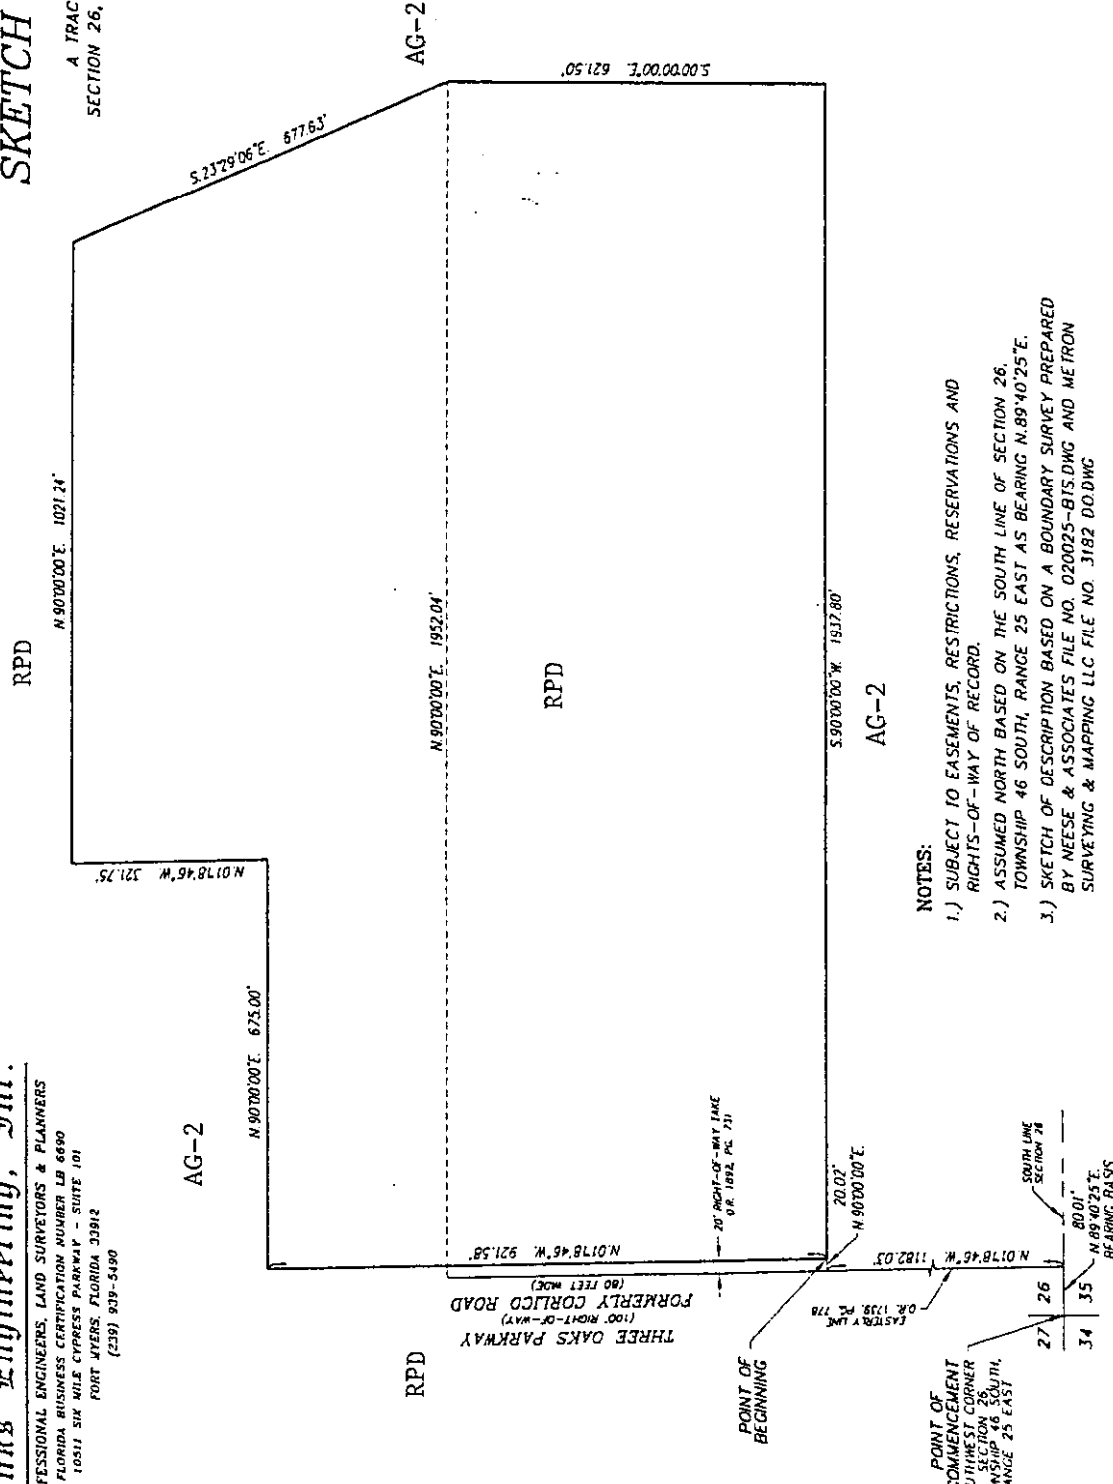 SKETCH
A TRAC
SECTION 26,
FESSIONAL ENGINEERS, LAND SURVEYORS & PLANNERS
FLORIDA BUSINESS CERTIFICATION NUMBER LB 6690
10511 SIX MILE CYPRESS PARKWAY - SUITE 101
FORT MYERS, FLORIDA 33912
(239) 939-5490
RPD
AG-2
N.90°00'00"E. 1021.24'
S.23°29'06"E. 677.63'
N.01°18'46"W. 321.75'
AG-2
N.90°00'00"E. 675.00'
S.00°00'00"E. 621.50'
N.90°00'00"E. 1952.04'
RPD
RPD
THREE OAKS PARKWAY
(100' RIGHT-OF-WAY)
FORMERLY CORLICO ROAD
(80 FEET WIDE)
N.01°18'46"W. 921.58'
20' RIGHT-OF-WAY TAKE
O.R. 1892, PG. 731
S.90°00'00"W. 1937.80'
AG-2
20.02'
N.90°00'00"E.
POINT OF
BEGINNING
N.01°18'46"W. 1182.03'
EASTERLY LINE
O.R. 1739, PG. 778
SOUTH LINE
SECTION 26
80.01'
N.89°40'25"E.
BEARING BASIS
27 26
34 35
POINT OF
COMMENCEMENT
UTHWEST CORNER
SECTION 26,
WNSHIP 46 SOUTH,
ANGE 25 EAST
NOTES:
1.) SUBJECT TO EASEMENTS, RESTRICTIONS, RESERVATIONS AND
RIGHTS-OF-WAY OF RECORD.
2.) ASSUMED NORTH BASED ON THE SOUTH LINE OF SECTION 26,
TOWNSHIP 46 SOUTH, RANGE 25 EAST AS BEARING N.89°40'25"E.
3.) SKETCH OF DESCRIPTION BASED ON A BOUNDARY SURVEY PREPARED
BY NEESE & ASSOCIATES FILE NO. 020025-BTS.DWG AND METRON
SURVEYING & MAPPING LLC FILE NO. 3182 DO.DWG